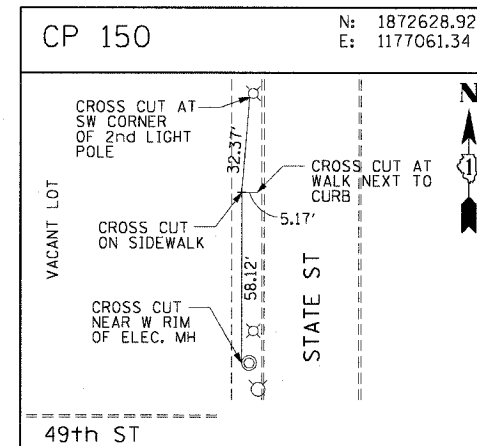 CP 150
N: 1872628.92
E: 1177061.34
CROSS CUT AT
SW CORNER
OF 2nd LIGHT
POLE
32.37'
N
1
CROSS CUT AT
WALK NEXT TO
CURB
5.17'
VACANT LOT
CROSS CUT
ON SIDEWALK
58.12'
STATE ST
CROSS CUT
NEAR W RIM
OF ELEC. MH
49th ST